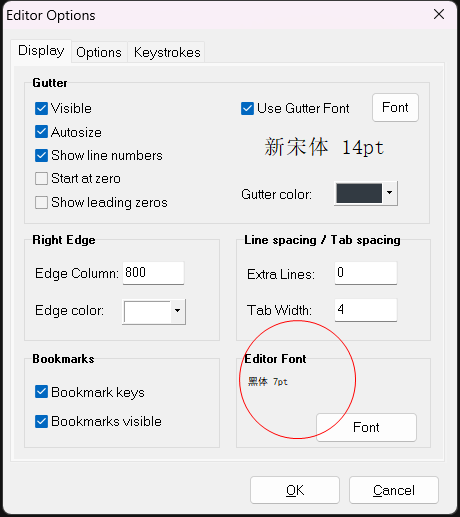 Editor Options
Display
Options
Keystrokes
Gutter
Visible
Autosize
Show line numbers
Start at zero
Show leading zeros
Use Gutter Font
Font
新宋体 14pt
Gutter color:
Right Edge
Edge Column: 800
Edge color:
Line spacing / Tab spacing
Extra Lines: 0
Tab Width: 4
Bookmarks
Bookmark keys
Bookmarks visible
Editor Font
黑体 7pt
Font
OK
Cancel